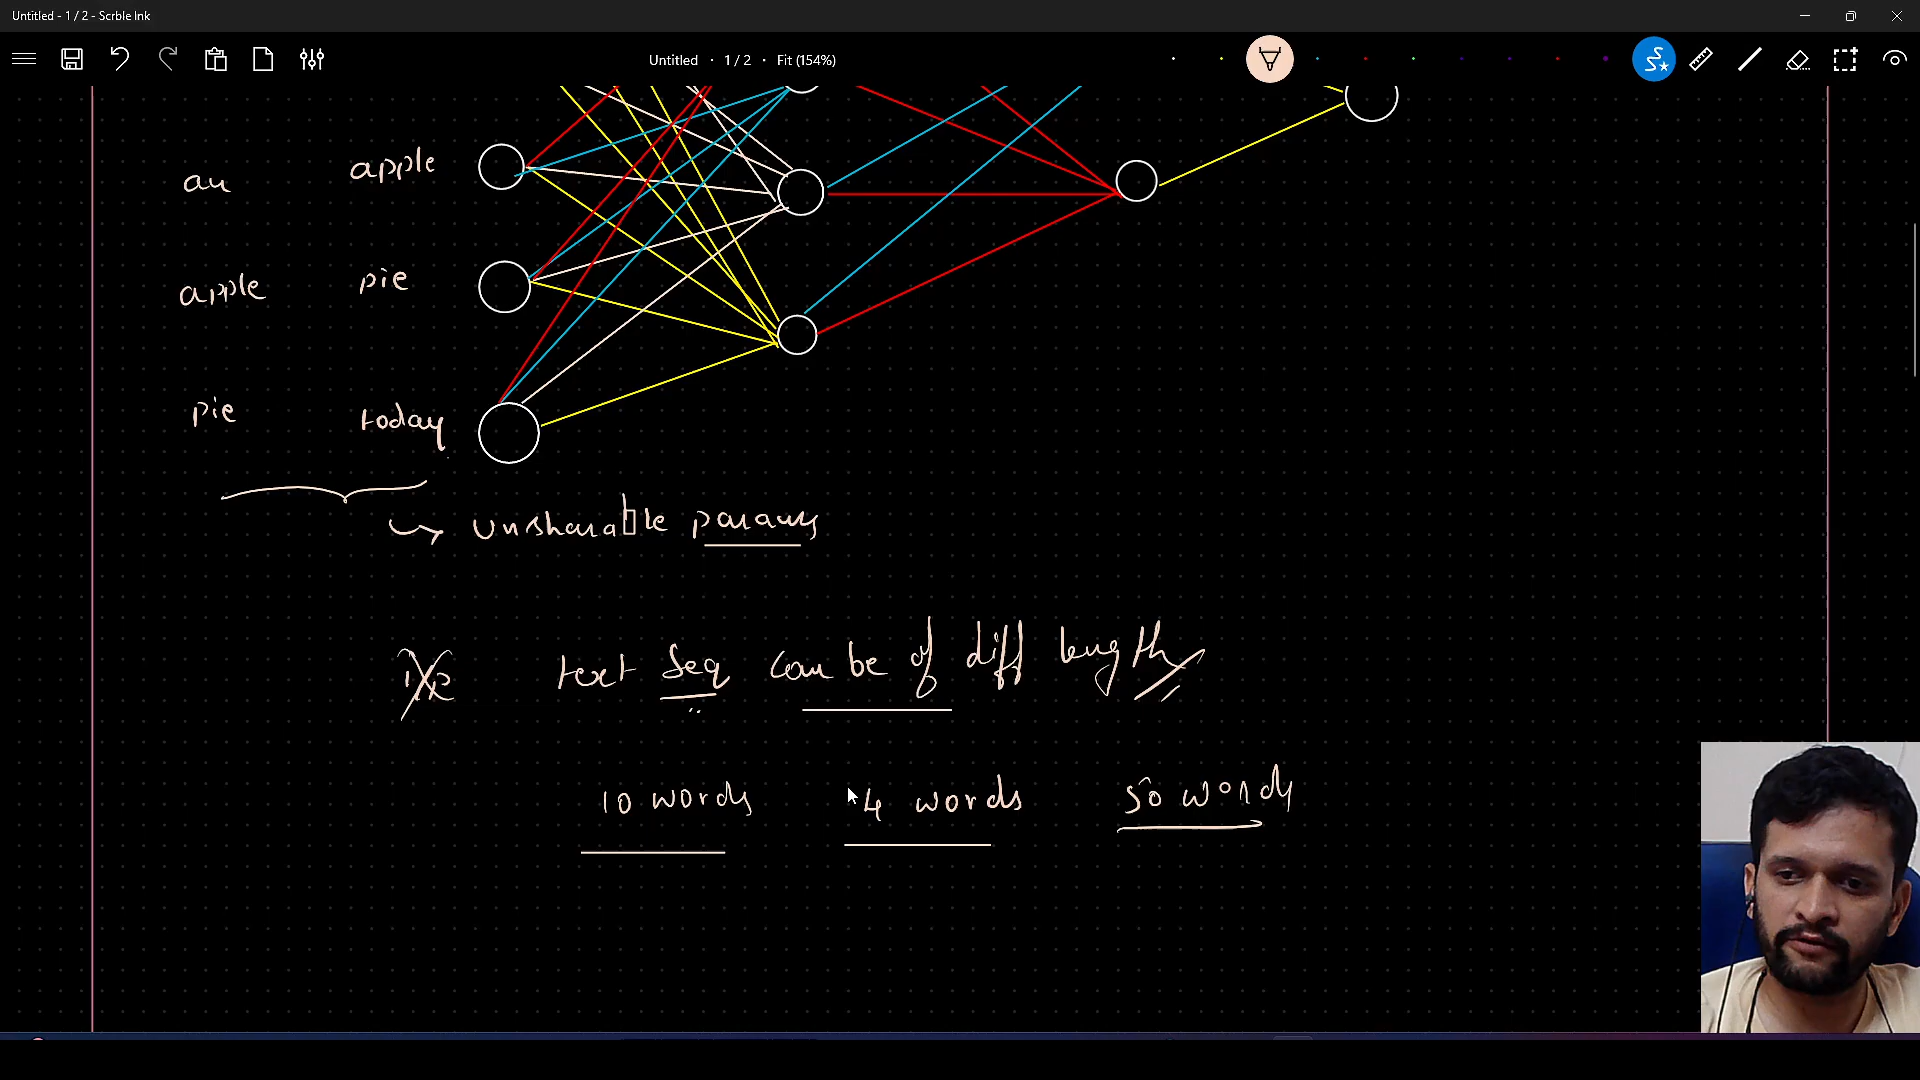 Untitled - 1 / 2 - Scrble Ink
Untitled • 1 / 2 • Fit (154%)
an apple
apple pie
pie today
unsharable params
text Seq can be of diff length
10 words 4 words 50 words